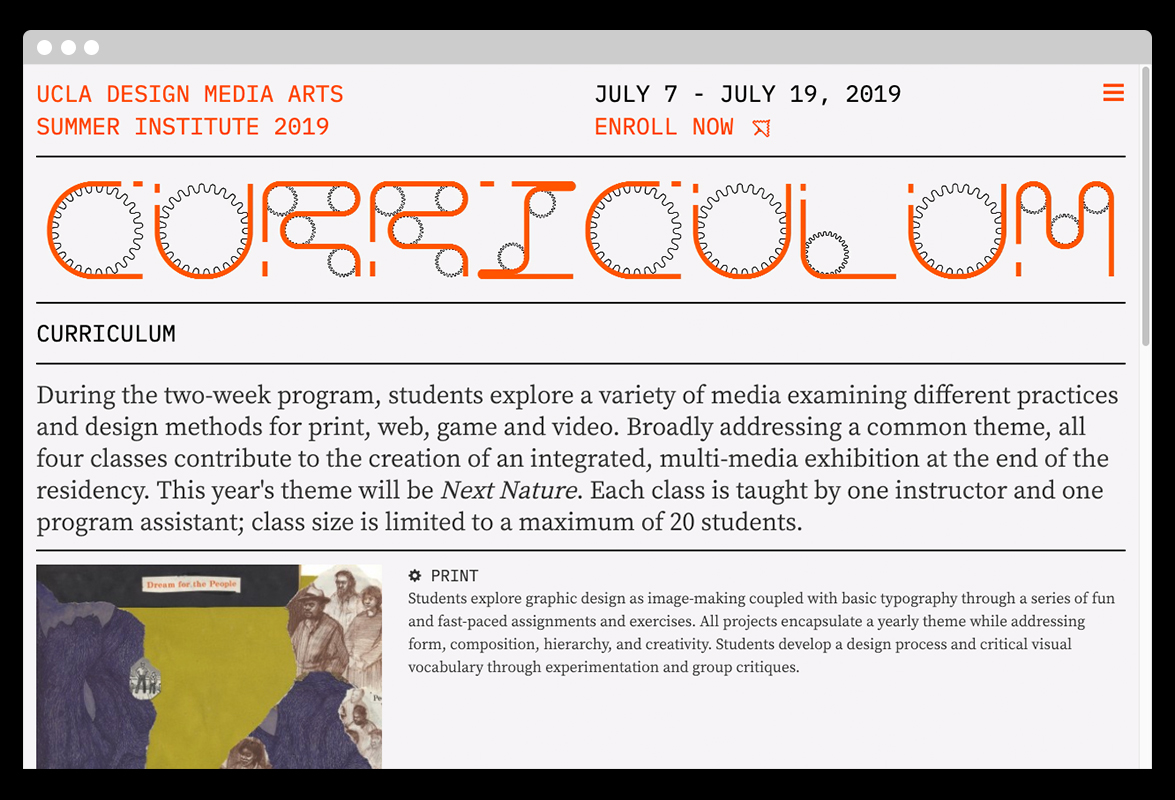 UCLA DESIGN MEDIA ARTS
SUMMER INSTITUTE 2019
JULY 7 - JULY 19, 2019
ENROLL NOW
CURRICULUM
CURRICULUM
During the two-week program, students explore a variety of media examining different practices
and design methods for print, web, game and video. Broadly addressing a common theme, all
four classes contribute to the creation of an integrated, multi-media exhibition at the end of the
residency. This year's theme will be Next Nature. Each class is taught by one instructor and one
program assistant; class size is limited to a maximum of 20 students.
Dream for the People
PRINT
Students explore graphic design as image-making coupled with basic typography through a series of fun
and fast-paced assignments and exercises. All projects encapsulate a yearly theme while addressing
form, composition, hierarchy, and creativity. Students develop a design process and critical visual
vocabulary through experimentation and group critiques.